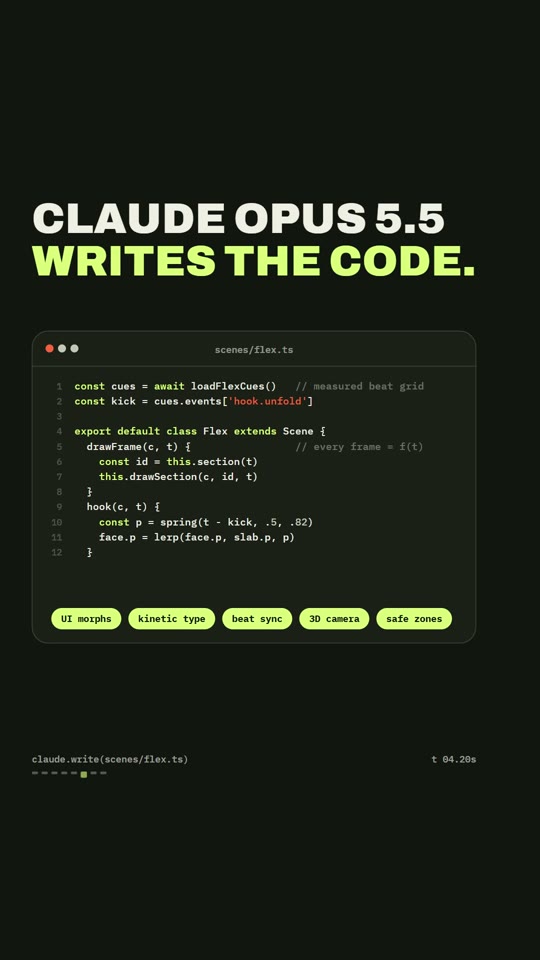 CLAUDE OPUS 5.5
WRITES THE CODE.
scenes/flex.ts
1 const cues = await loadFlexCues() // measured beat grid
2 const kick = cues.events['hook.unfold']
3
4 export default class Flex extends Scene {
5 drawFrame(c, t) { // every frame = f(t)
6 const id = this.section(t)
7 this.drawSection(c, id, t)
8 }
9 hook(c, t) {
10 const p = spring(t - kick, .5, .82)
11 face.p = lerp(face.p, slab.p, p)
12 }
UI morphs kinetic type beat sync 3D camera safe zones
claude.write(scenes/flex.ts) t 04.20s